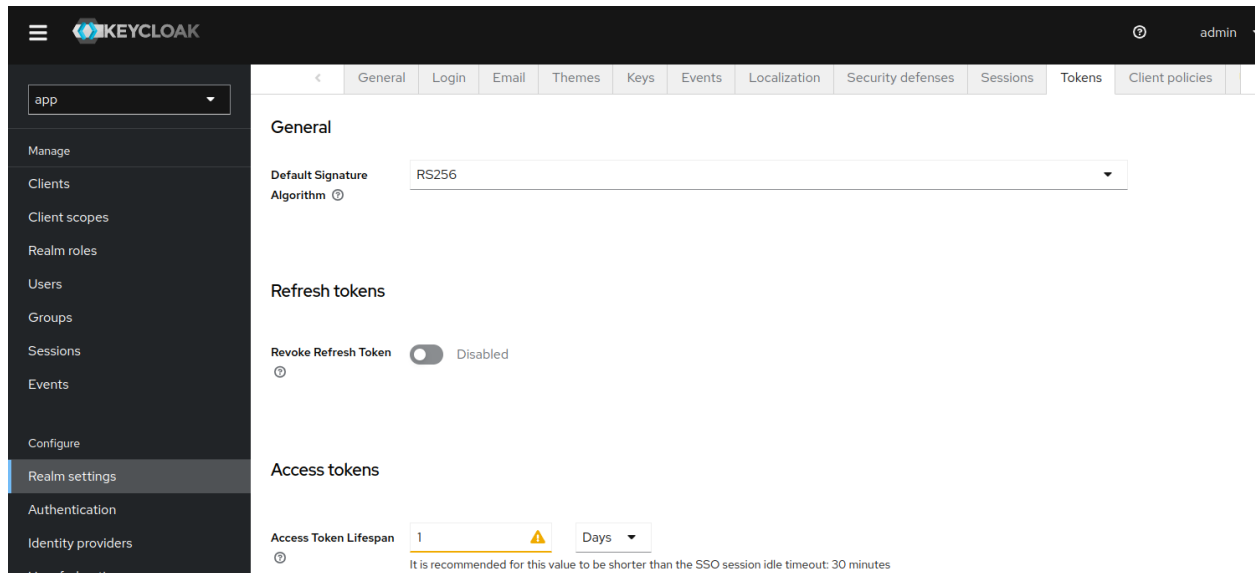 KEYCLOAK
admin
app
Manage
Clients
Client scopes
Realm roles
Users
Groups
Sessions
Events
Configure
Realm settings
Authentication
Identity providers
General Login Email Themes Keys Events Localization Security defenses Sessions Tokens Client policies
General
Default Signature
Algorithm
RS256
Refresh tokens
Revoke Refresh Token
Disabled
Access tokens
Access Token Lifespan
1
Days
It is recommended for this value to be shorter than the SSO session idle timeout: 30 minutes